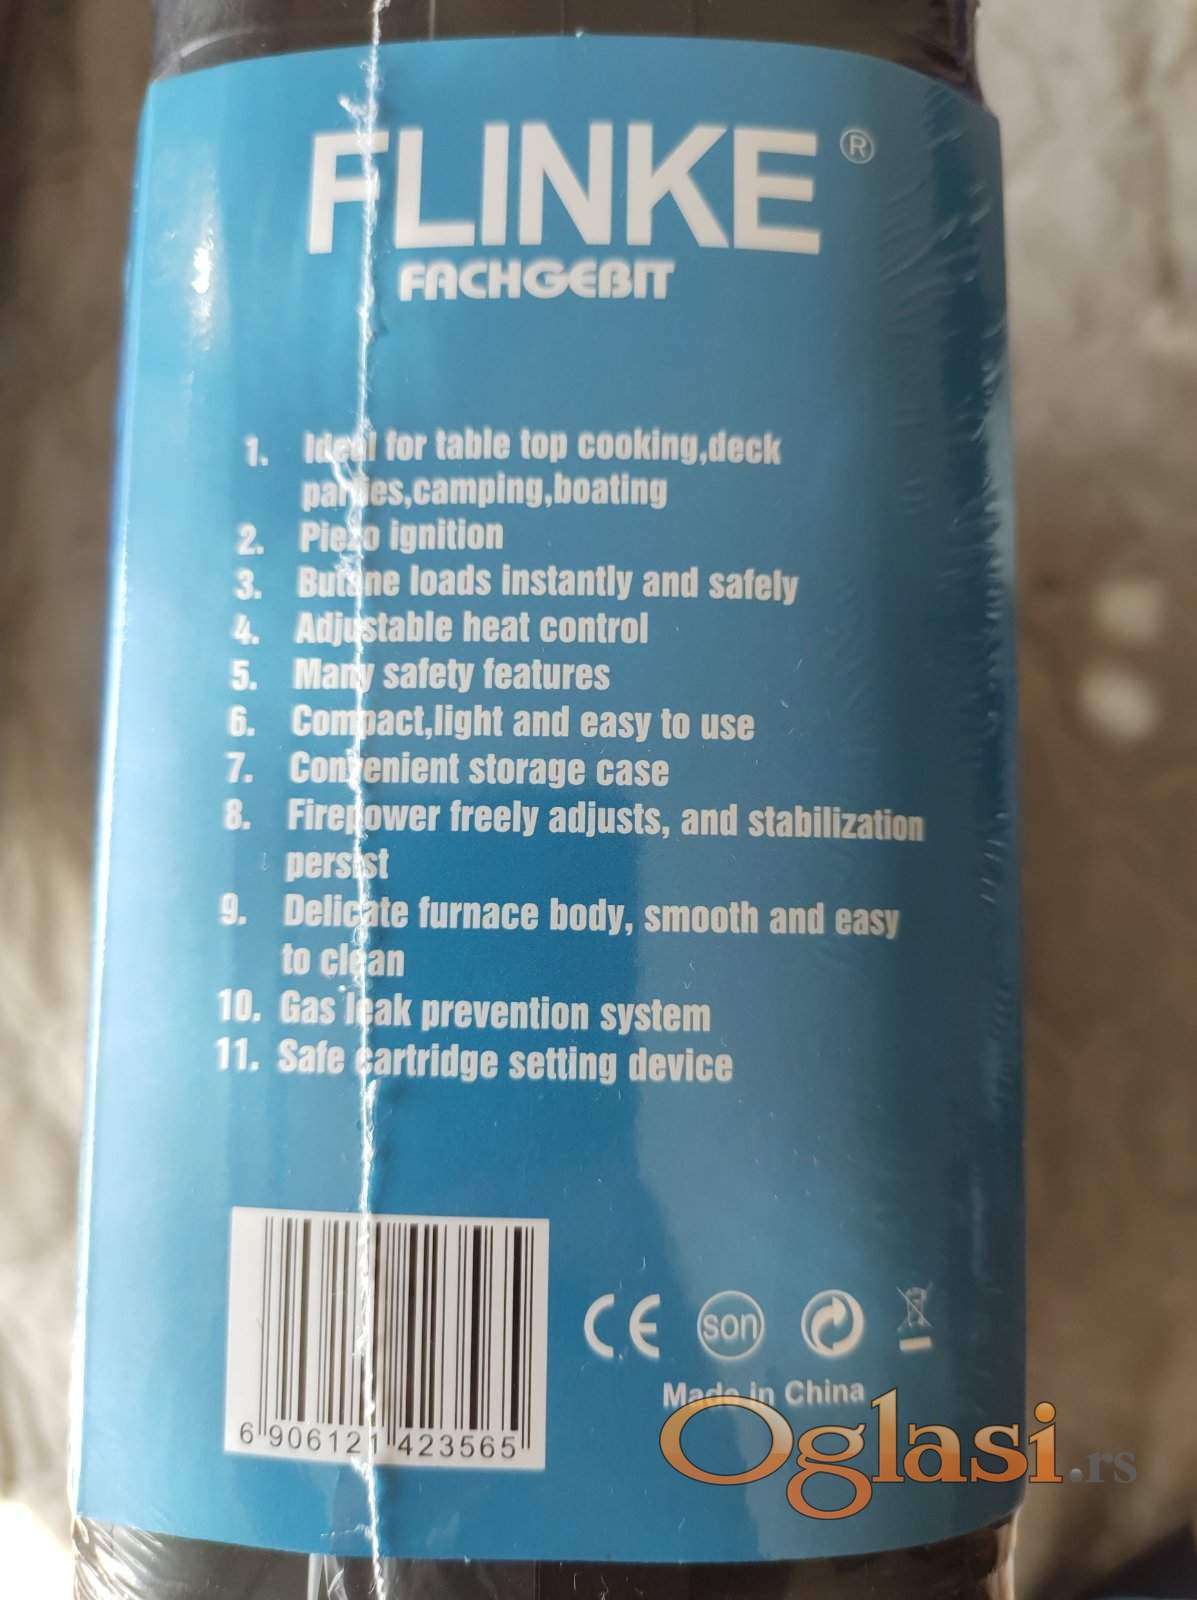 FLINKE ®
FACHGEBIT
1. Ideal for table top cooking,deck
parties,camping,boating
2. Piezo ignition
3. Butane loads instantly and safely
4. Adjustable heat control
5. Many safety features
6. Compact,light and easy to use
7. Convenient storage case
8. Firepower freely adjusts, and stabilization
persist
9. Delicate furnace body, smooth and easy
to clean
10. Gas leak prevention system
11. Safe cartridge setting device
CE son
Made in China
6 906121 423565
Oglasi.rs